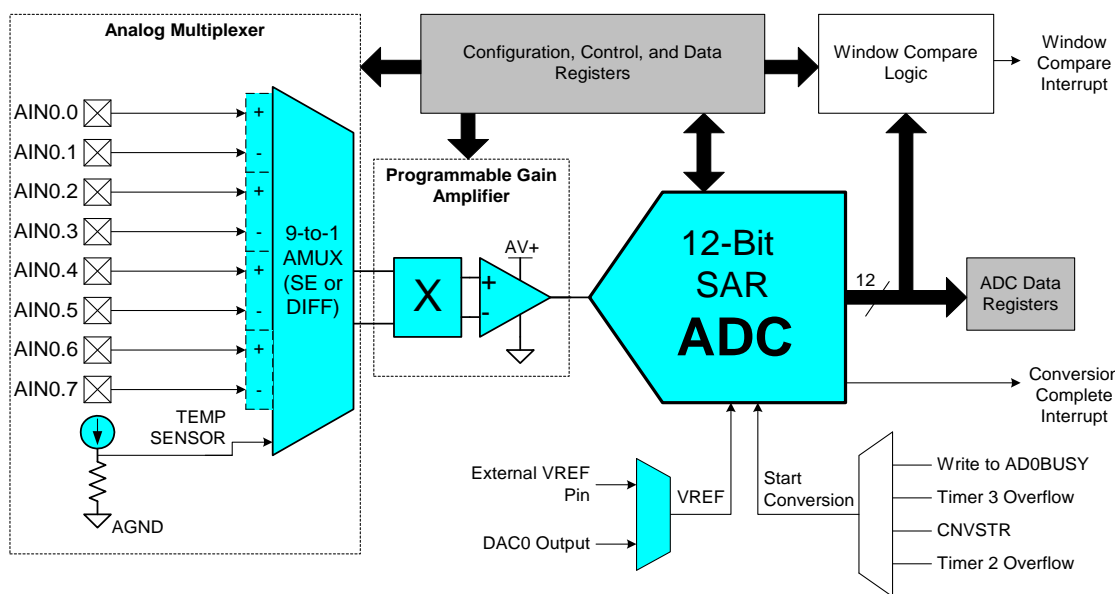 Analog Multiplexer
Configuration, Control, and Data
Registers
Window Compare
Logic
Window
Compare
Interrupt
AIN0.0
+
AIN0.1
-
AIN0.2
+
AIN0.3
-
AIN0.4
+
AIN0.5
-
AIN0.6
+
AIN0.7
-
9-to-1
AMUX
(SE or
DIFF)
TEMP
SENSOR
AGND
Programmable Gain
Amplifier
X
+
-
AV+
12-Bit
SAR
ADC
12
ADC Data
Registers
Conversion
Complete
Interrupt
External VREF
Pin
DAC0 Output
VREF
Start
Conversion
Write to AD0BUSY
Timer 3 Overflow
CNVSTR
Timer 2 Overflow